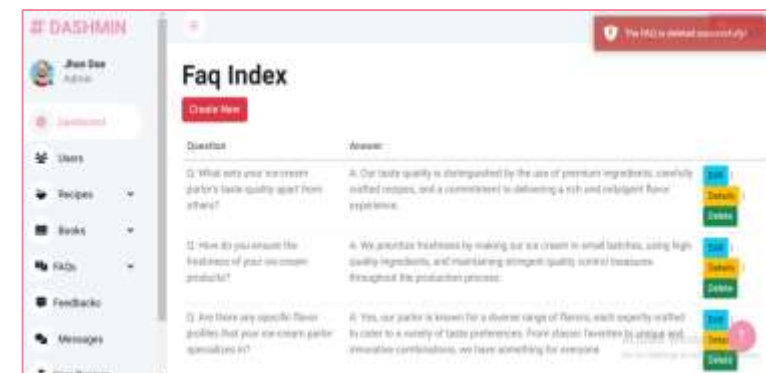 # DASHMIN
The FAQ is deleted successfully!
Jhon Doe
Admin
Faq Index
Dashboard
Create New
Question
Answer
Users
Q. What sets your ice cream
A. Our taste quality is distinguished by the use of premium ingredients, carefully
Edit |
parlor's taste quality apart from
crafted recipes, and a commitment to delivering a rich and indulgent flavor
Details |
Recipes
others?
experience.
Delete
Books
Q. How do you ensure the
A. We prioritize freshness by making our ice cream in small batches, using high
Edit |
freshness of your ice cream
quality ingredients, and maintaining stringent quality control measures
Details |
FAQs
products?
throughout the production process.
Delete
Feedbacks
Q. Are there any specific flavor
A. Yes, our parlor is known for a diverse range of flavors, each expertly crafted
Edit |
profiles that your ice cream parlor
to cater to a variety of taste preferences. From classic favorites to unique and
Messages
specializes in?
innovative combinations, we have something for everyone.
Delete